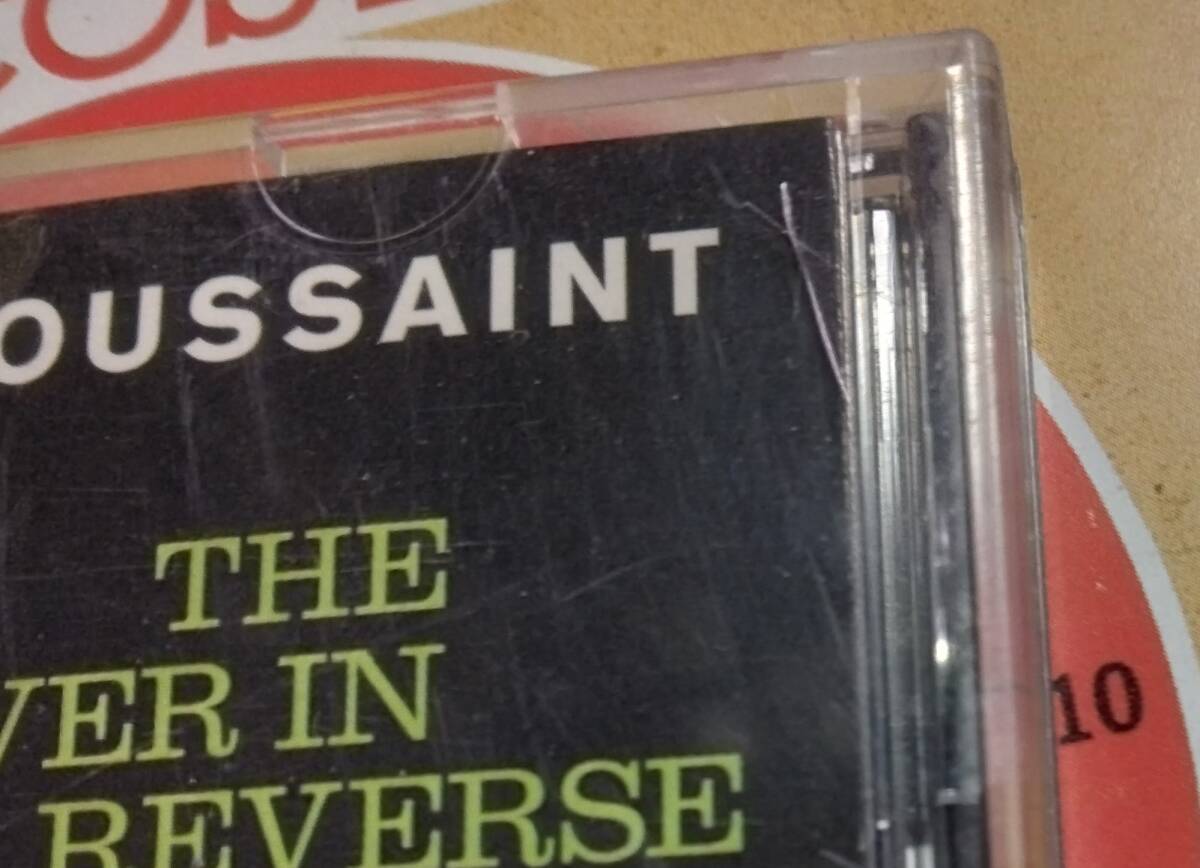 OUSSAINT
THE
VER IN
REVERSE
10